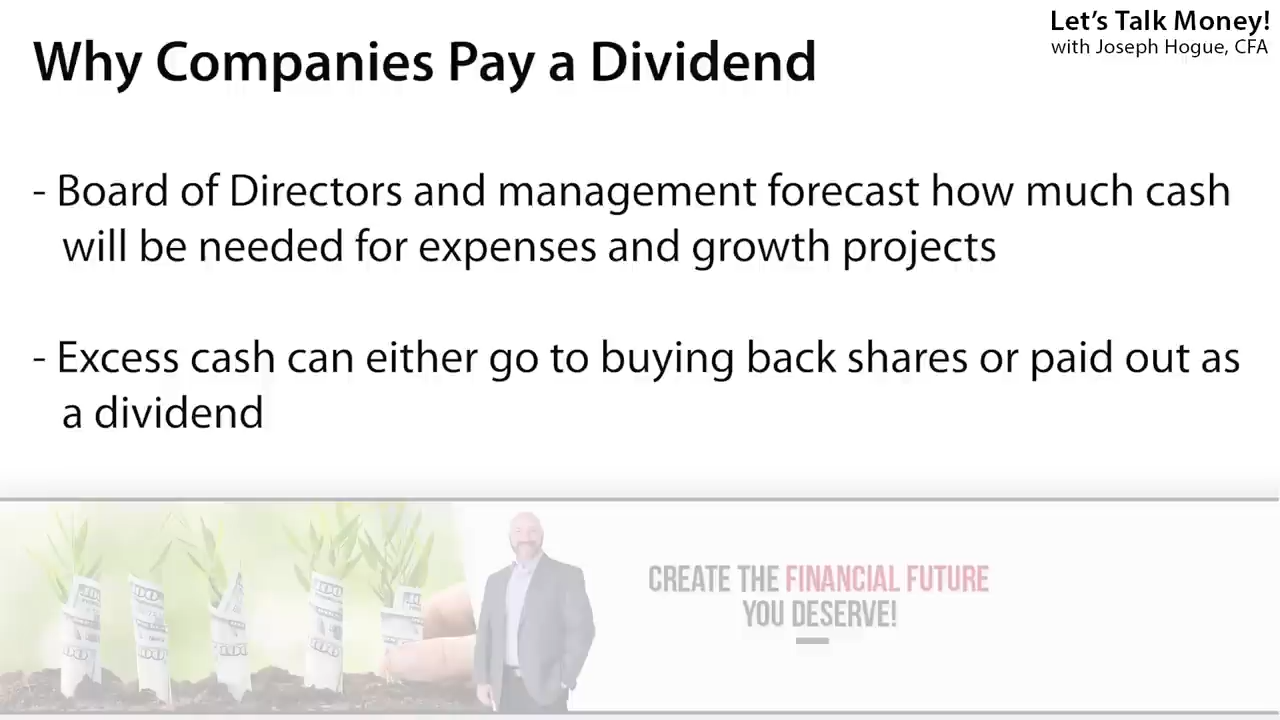 Let's Talk Money!
with Joseph Hogue, CFA
Why Companies Pay a Dividend
- Board of Directors and management forecast how much cash
will be needed for expenses and growth projects
- Excess cash can either go to buying back shares or paid out as
a dividend
CREATE THE FINANCIAL FUTURE
YOU DESERVE!